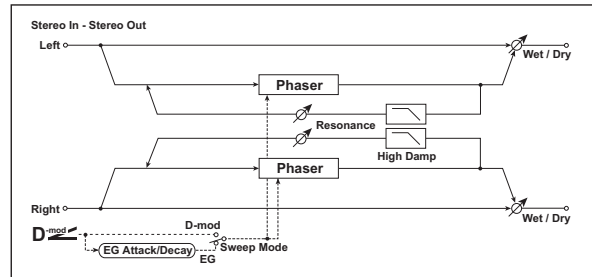 Stereo In - Stereo Out
Left
Wet / Dry
Phaser
Resonance
High Damp
Phaser
Right
Wet / Dry
D-mod
D-mod
Sweep Mode
EG Attack/Decay
EG